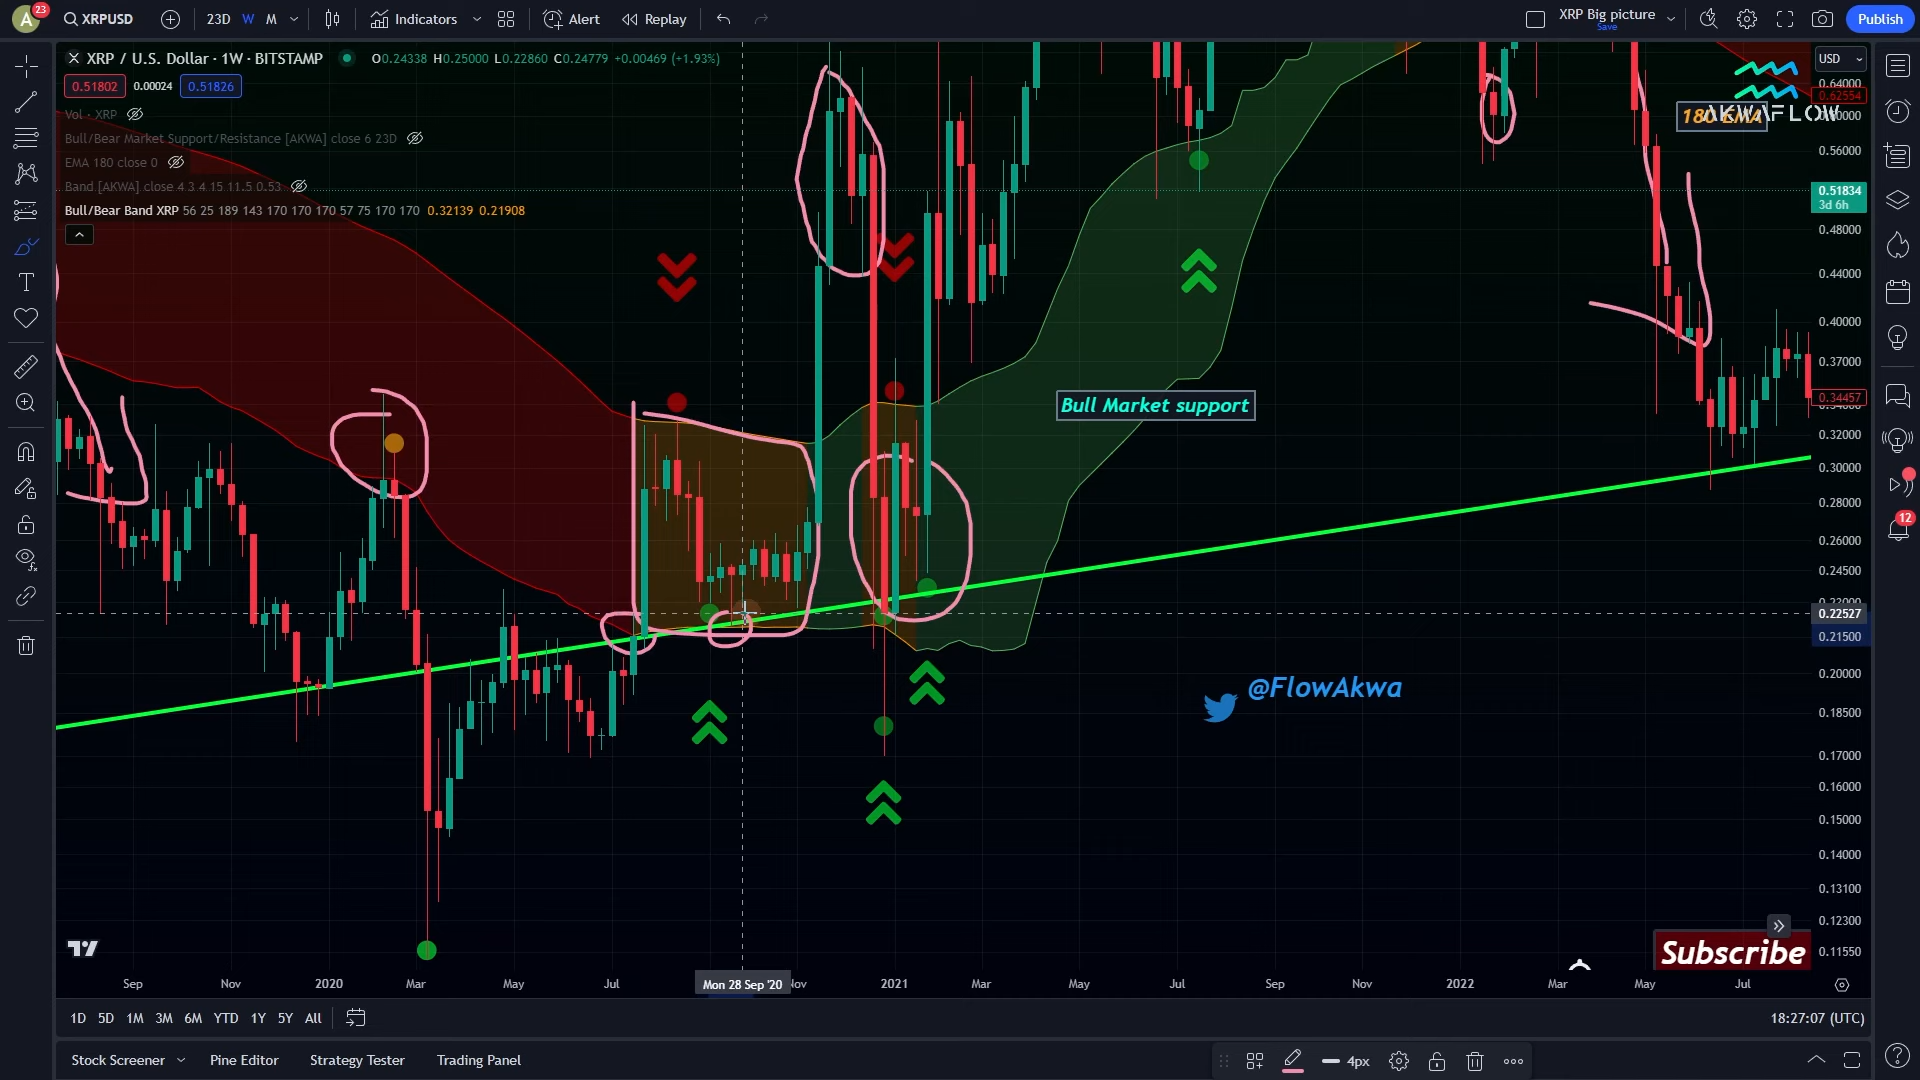 A
23
XRPUSD
23D
W
M
Indicators
Alert
Replay
XRP Big picture
Save
Publish
XRP / U.S. Dollar · 1W · BITSTAMP
O0.24338 H0.25000 L0.22860 C0.24779 +0.00469 (+1.93%)
0.51802
0.00024
0.51826
Vol · XRP
Bull/Bear Market Support/Resistance [AKWA] close 6 23D
EMA 180 close 0
Band [AKWA] close 4 3 4 15 11.5 0.53
Bull/Bear Band XRP 56 25 189 143 170 170 170 57 75 170 170 0.32139 0.21908
USD
0.64000
0.62554
180 EMA
AKWAFLOW
0.56000
0.51834
3d 6h
0.48000
0.44000
0.40000
0.37000
0.34457
Bull Market support
0.32000
0.30000
0.28000
0.26000
0.24500
0.22527
0.21500
0.20000
@FlowAkwa
0.18500
0.17000
0.16000
0.15000
0.14000
0.13100
0.12300
0.11550
12
Subscribe
Sep
Nov
2020
Mar
May
Jul
Mon 28 Sep '20
Nov
2021
Mar
May
Jul
Sep
Nov
2022
Mar
May
Jul
1D
5D
1M
3M
6M
YTD
1Y
5Y
All
18:27:07 (UTC)
Stock Screener
Pine Editor
Strategy Tester
Trading Panel
4px